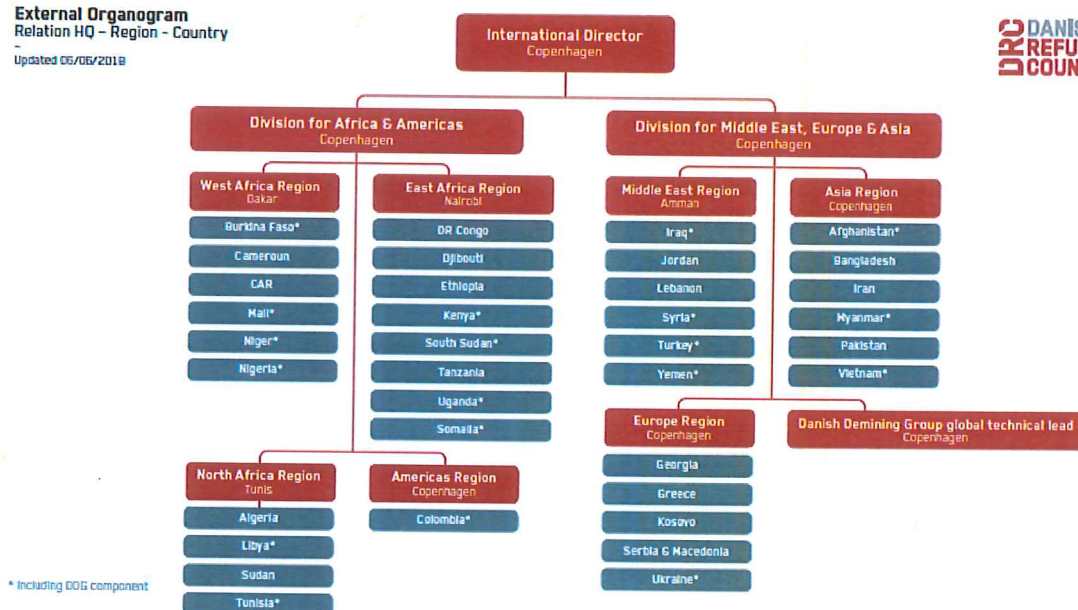 External Organogram
Relation HQ – Region - Country
-
Updated 06/06/2018
International Director
Copenhagen
DRC DANIS
REFU
COUN
Division for Africa & Americas
Copenhagen
Division for Middle East, Europe & Asia
Copenhagen
West Africa Region
Dakar
Burkina Faso*
Cameroun
CAR
Mali*
Niger*
Nigeria*
East Africa Region
Nairobi
DR Congo
Djibouti
Ethiopia
Kenya*
South Sudan*
Tanzania
Uganda*
Somalia*
Middle East Region
Amman
Iraq*
Jordan
Lebanon
Syria*
Turkey*
Yemen*
Asia Region
Copenhagen
Afghanistan*
Bangladesh
Iran
Myanmar*
Pakistan
Vietnam*
North Africa Region
Tunis
Algeria
Libya*
Sudan
Tunisia*
Americas Region
Copenhagen
Colombia*
Europe Region
Copenhagen
Georgia
Greece
Kosovo
Serbia & Macedonia
Ukraine*
Danish Demining Group global technical lead
Copenhagen
* Including DDG component